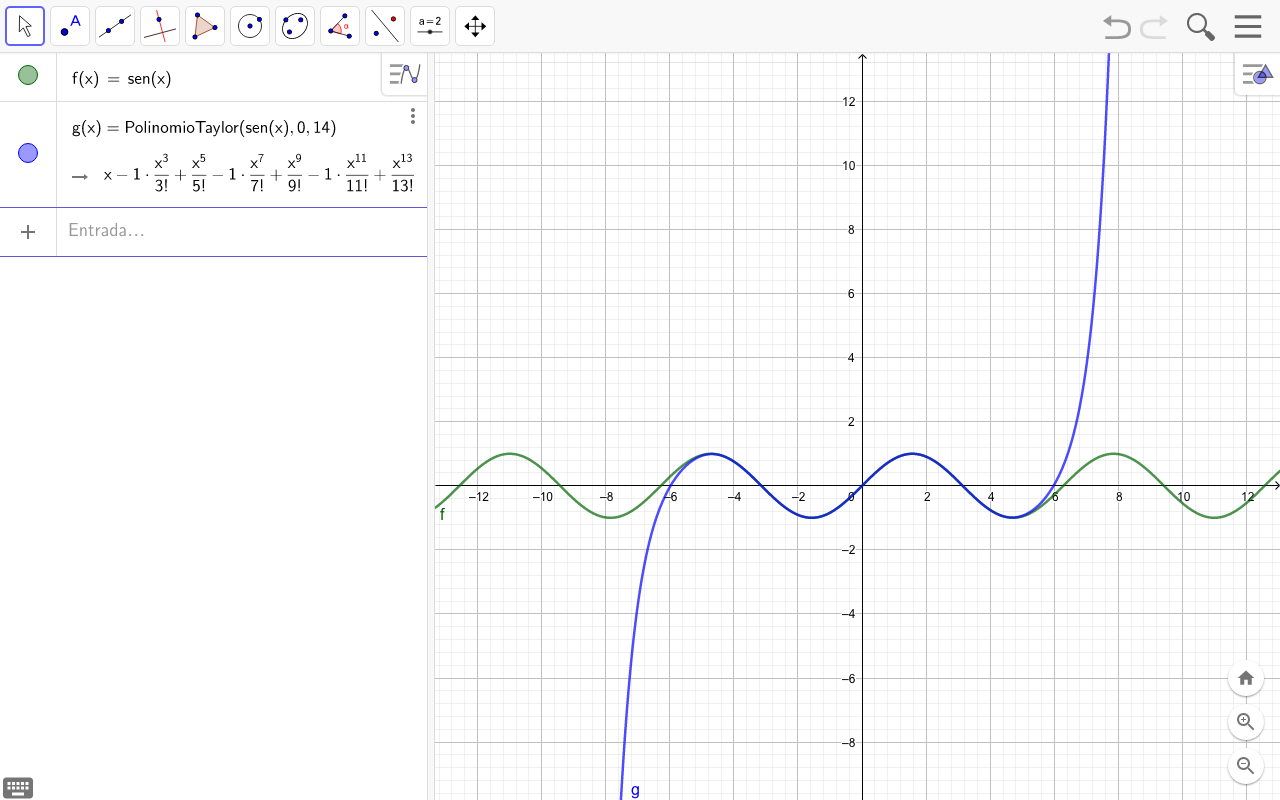 A
α
a=2
f(x) = sen(x)
g(x) = PolinomioTaylor(sen(x), 0, 14)
→ x − 1 · x³/3! + x⁵/5! − 1 · x⁷/7! + x⁹/9! − 1 · x¹¹/11! + x¹³/13!
+ Entrada…
12
10
8
6
4
2
−12 −10 −8 −6 −4 −2 0 2 4 6 8 10 12
f
−2
−4
−6
−8
g